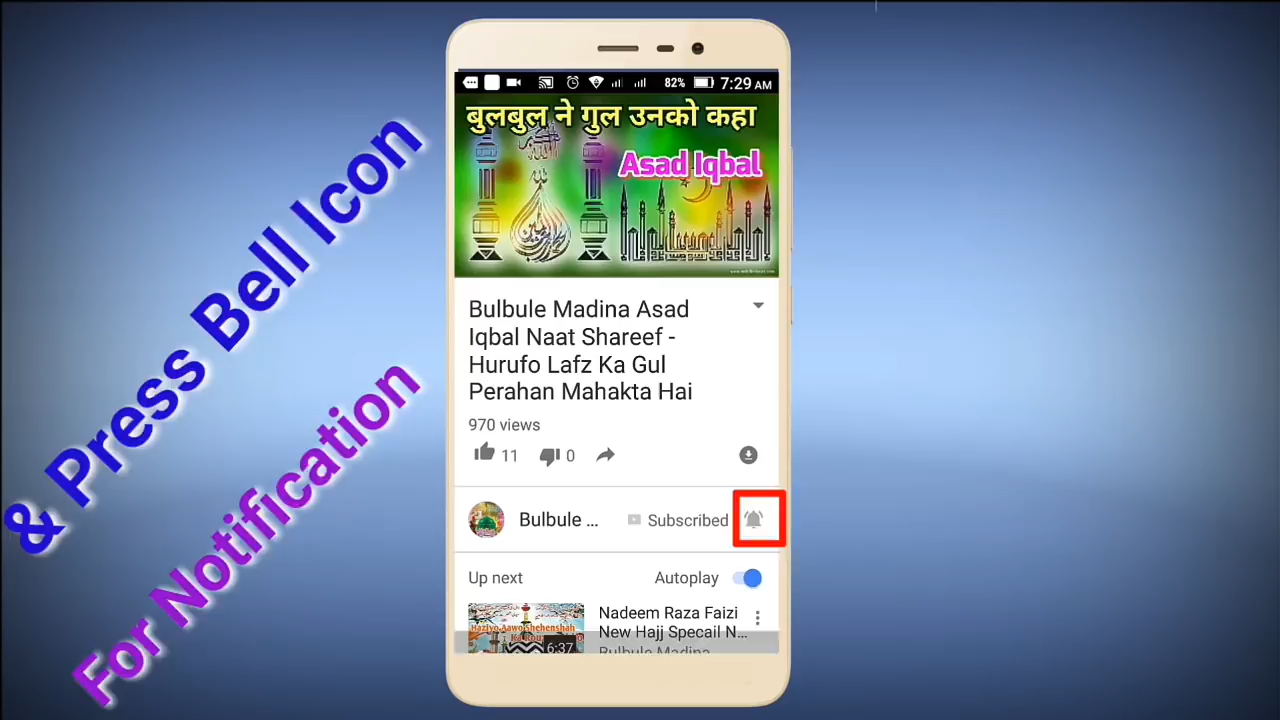 & Press Bell Icon
For Notification
82% 7:29 AM
बुलबुल ने गुल उनको कहा
Asad Iqbal
Bulbule Madina Asad
Iqbal Naat Shareef -
Hurufo Lafz Ka Gul
Perahan Mahakta Hai
970 views
11 0
Bulbule ... Subscribed
Up next Autoplay
Nadeem Raza Faizi
New Hajj Specail N...
Bulbule Madina
6:37